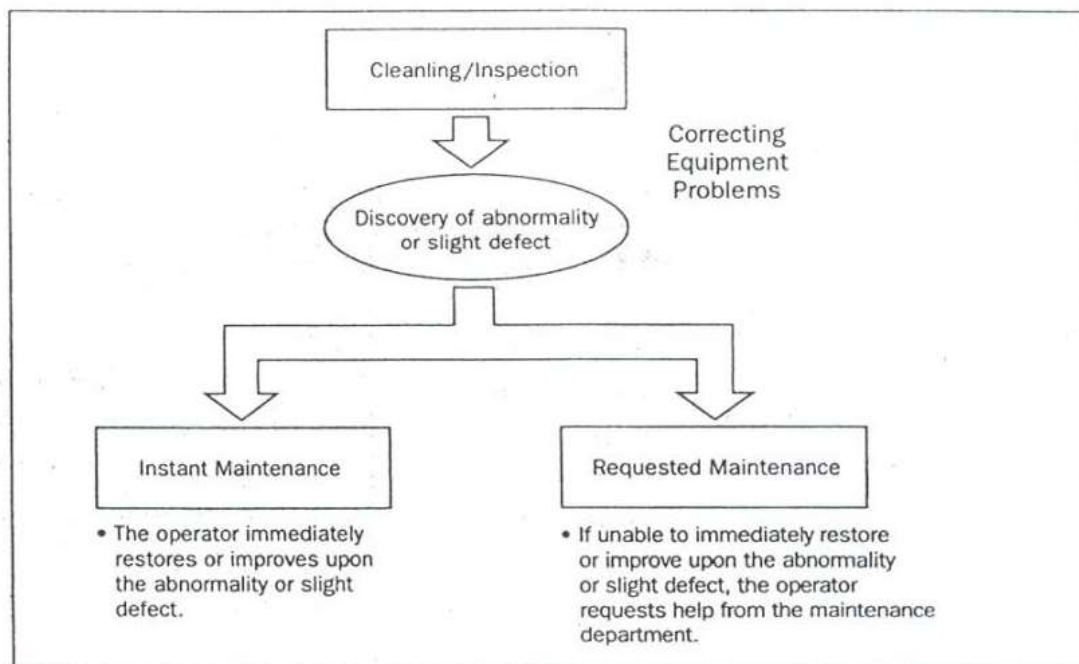 Cleanling/Inspection
Correcting
Equipment
Problems
Discovery of abnormality
or slight defect
Instant Maintenance
• The operator immediately
restores or improves upon
the abnormality or slight
defect.
Requested Maintenance
• If unable to immediately restore
or improve upon the abnormality
or slight defect, the operator
requests help from the maintenance
department.